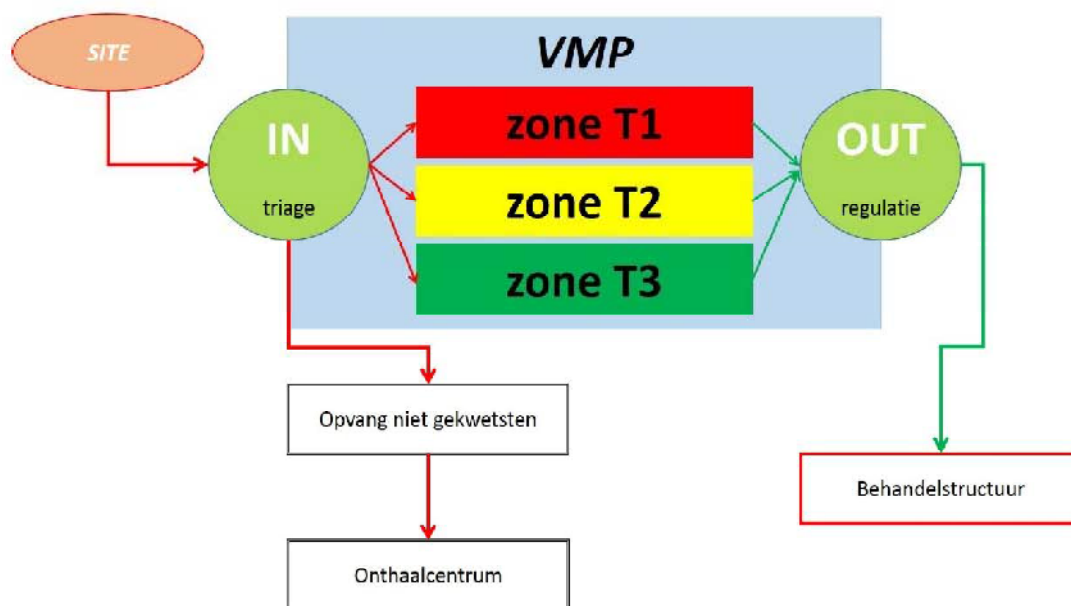 SITE
VMP
IN
triage
zone T1
zone T2
zone T3
OUT
regulatie
Opvang niet gekwetsten
Behandelstructuur
Onthaalcentrum